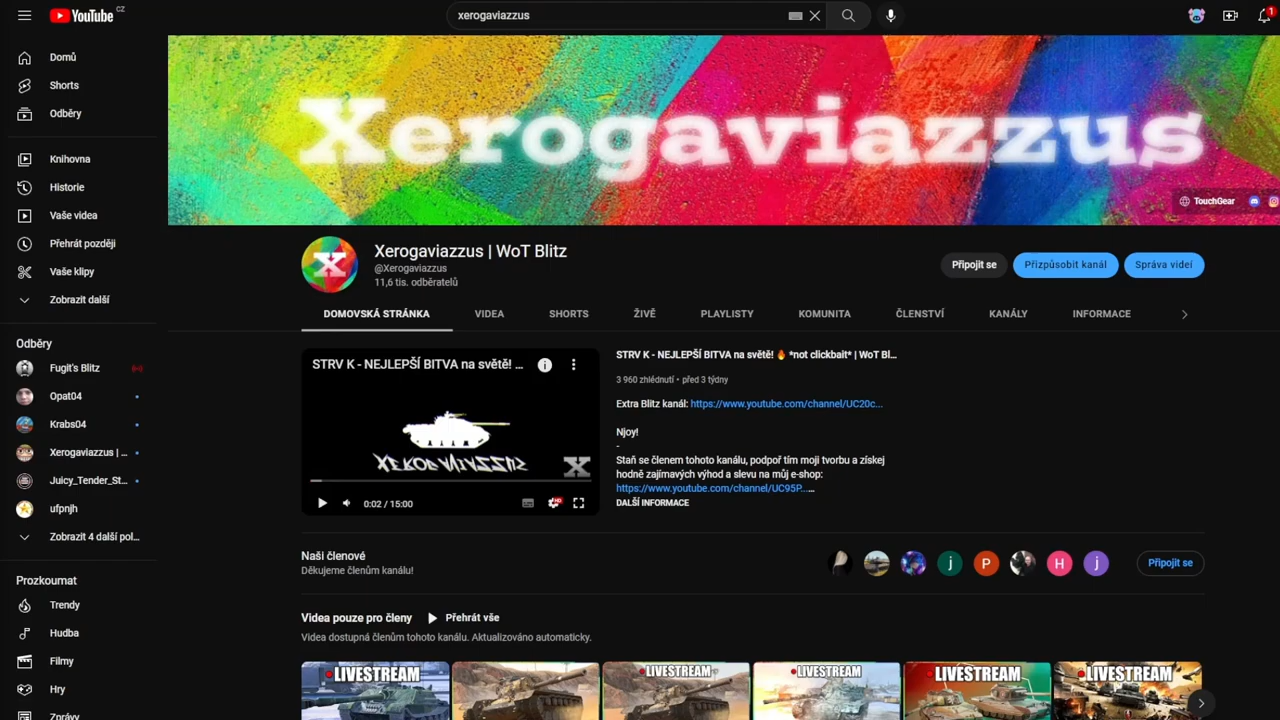 YouTube CZ
xerogaviazzus
1
Domů
Shorts
Odběry
Knihovna
Historie
Vaše videa
Přehrát později
Vaše klipy
Zobrazit další
Odběry
Fugit's Blitz
Opat04
Krabs04
Xerogaviazzus | ...
Juicy_Tender_St...
ufpnjh
Zobrazit 4 další pol...
Prozkoumat
Trendy
Hudba
Filmy
Hry
Zprávy
Xerogaviazzus
TouchGear
X
Xerogaviazzus | WoT Blitz
@Xerogaviazzus
11,6 tis. odběratelů
Připojit se
Přizpůsobit kanál
Správa videí
DOMOVSKÁ STRÁNKA
VIDEA
SHORTS
ŽIVĚ
PLAYLISTY
KOMUNITA
ČLENSTVÍ
KANÁLY
INFORMACE
STRV K - NEJLEPŠÍ BITVA na světě! ...
XEROGAVIAZZUS
X
0:02 / 15:00
HD
STRV K - NEJLEPŠÍ BITVA na světě! 🔥 *not clickbait* | WoT Bl...
3 960 zhlédnutí • před 3 týdny
Extra Blitz kanál: https://www.youtube.com/channel/UC20c...
Njoy!
-
Staň se členem tohoto kanálu, podpoř tím moji tvorbu a získej
hodně zajímavých výhod a slevu na můj e-shop:
https://www.youtube.com/channel/UC95P...…
DALŠÍ INFORMACE
Naši členové
Děkujeme členům kanálu!
j
P
H
j
Připojit se
Videa pouze pro členy
Přehrát vše
Videa dostupná členům tohoto kanálu. Aktualizováno automaticky.
LIVESTREAM
LIVESTREAM
LIVESTREAM
LIVESTREAM
LIVESTREAM